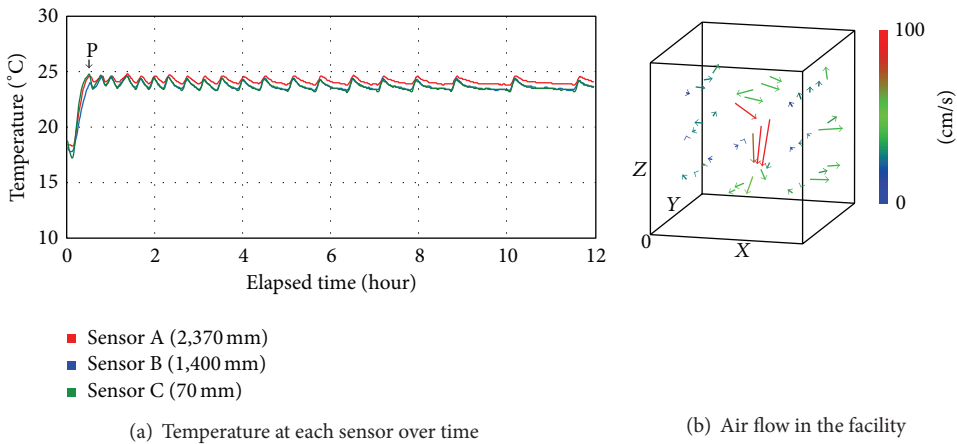 30
25
20
15
10
Temperature (°C)
P
0
2
4
6
8
10
12
Elapsed time (hour)
Sensor A (2,370 mm)
Sensor B (1,400 mm)
Sensor C (70 mm)
(a) Temperature at each sensor over time
Z
Y
0
X
100
0
(cm/s)
(b) Air flow in the facility